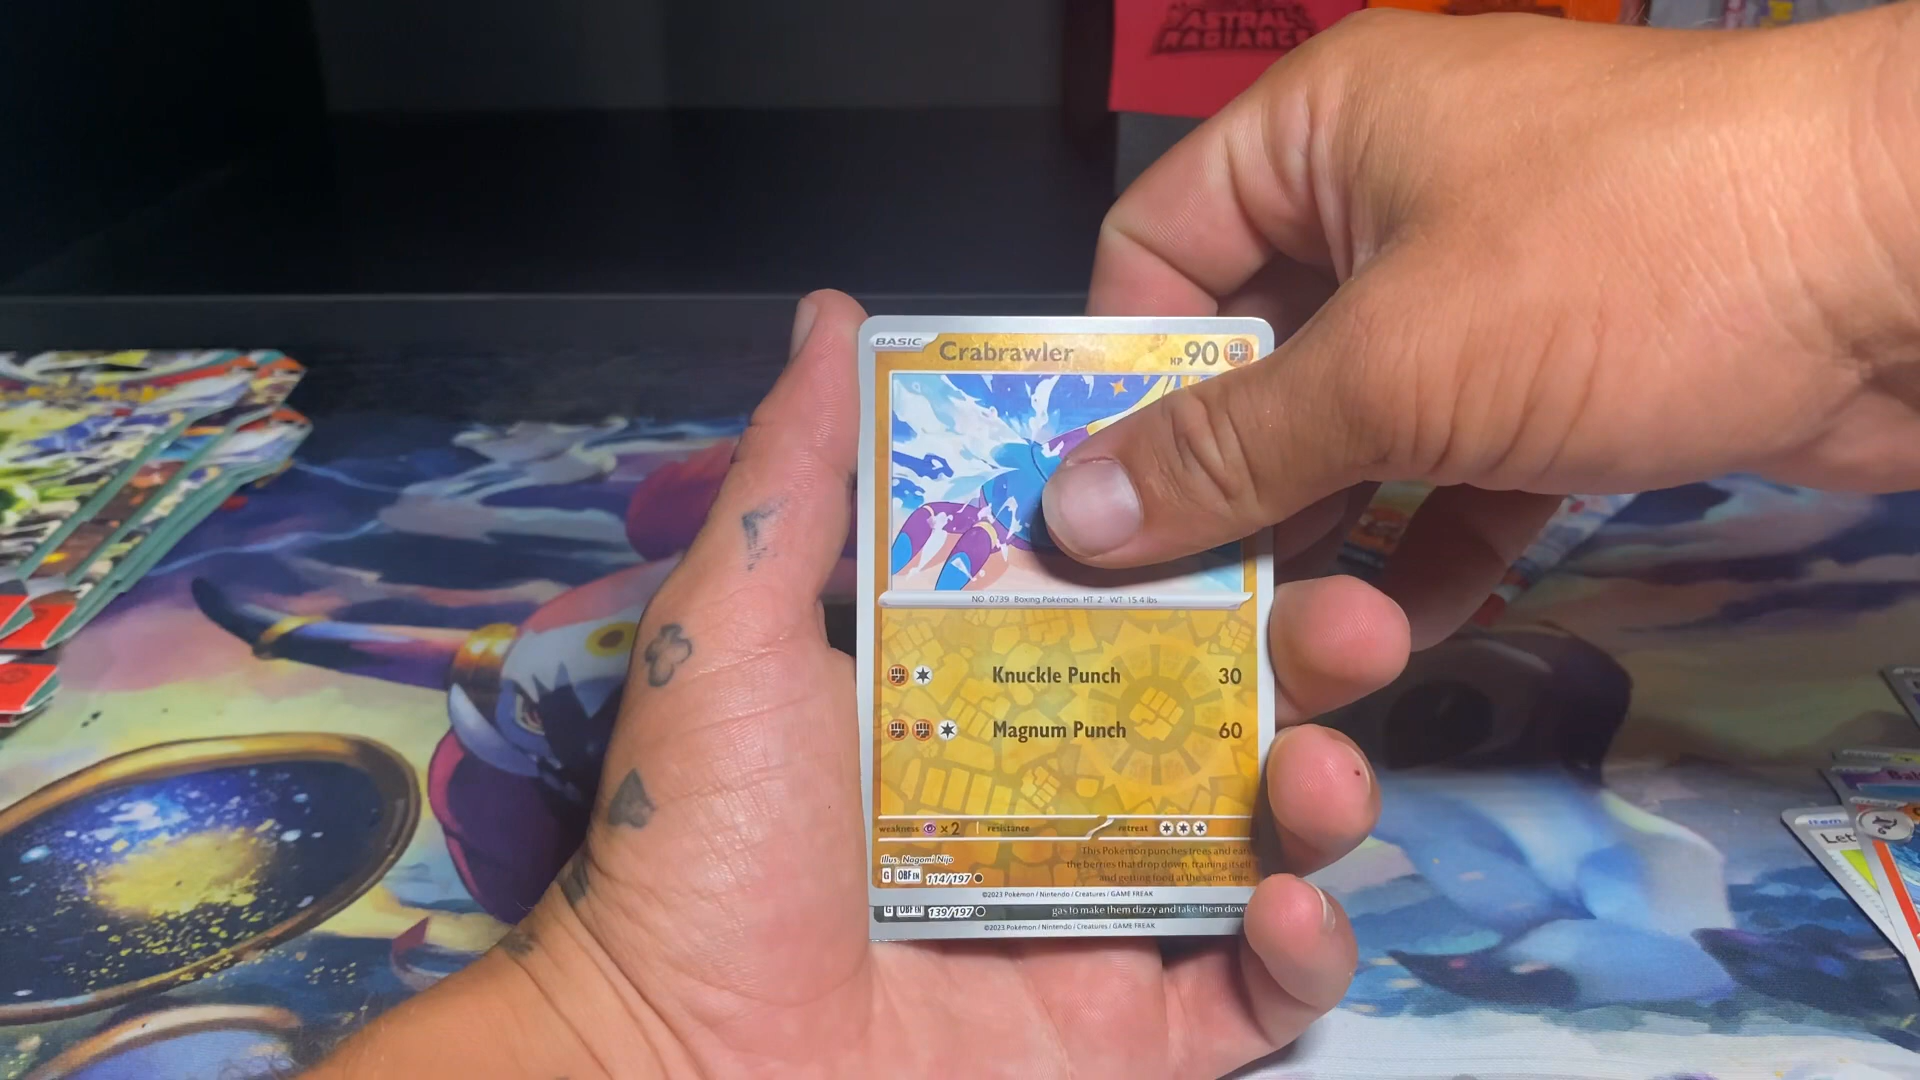 ASTRAL
RADIANCE
BASIC
Crabrawler
HP 90
NO. 0739 Boxing Pokémon HT: 2' WT: 15.4 lbs.
Knuckle Punch 30
Magnum Punch 60
weakness x2 resistance retreat
This Pokémon punches trees and eats
the berries that drop down, training itself
and getting food at the same time.
Illus. Nagomi Nijo
G OBF EN 114/197
©2023 Pokémon / Nintendo / Creatures / GAME FREAK
G OBF EN 139/197
gas to make them dizzy and take them down
©2023 Pokémon / Nintendo / Creatures / GAME FREAK
Item